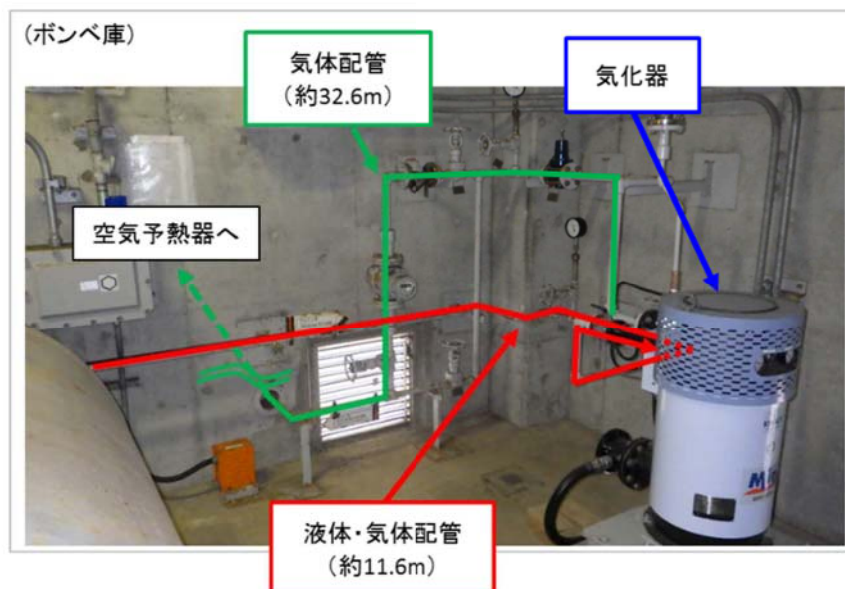 (ボンベ庫)
気体配管
(約32.6m)
気化器
空気予熱器へ
液体・気体配管
(約11.6m)